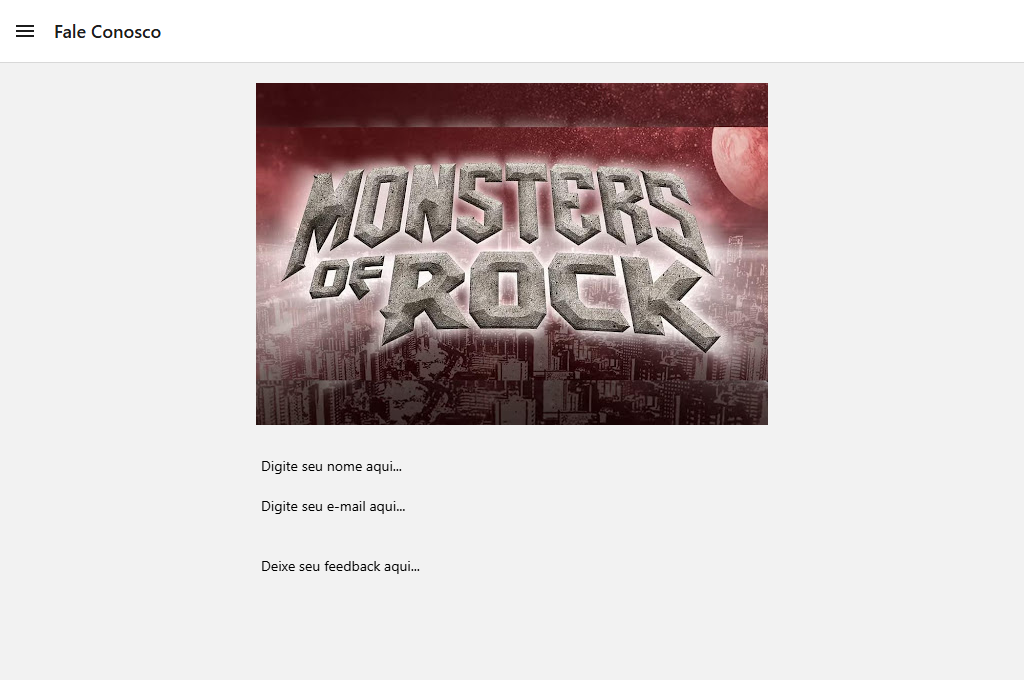 Fale Conosco
MONSTERS
OF ROCK
Digite seu nome aqui...
Digite seu e-mail aqui...
Deixe seu feedback aqui...